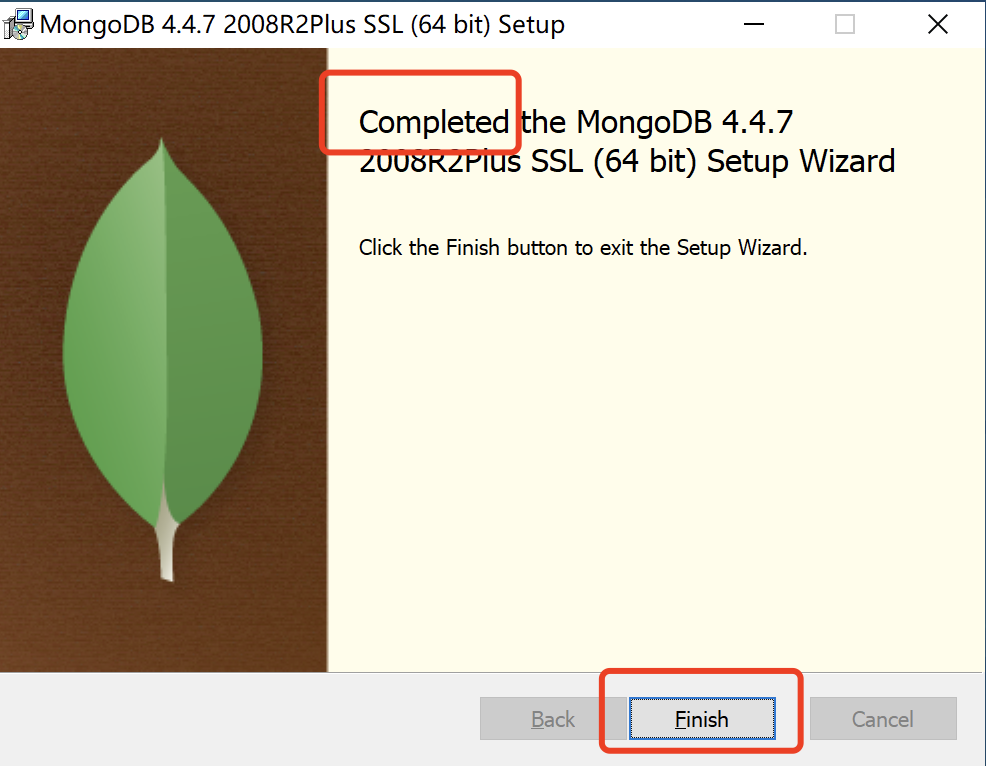 MongoDB 4.4.7 2008R2Plus SSL (64 bit) Setup
Completed the MongoDB 4.4.7
2008R2Plus SSL (64 bit) Setup Wizard
Click the Finish button to exit the Setup Wizard.
Back Finish Cancel